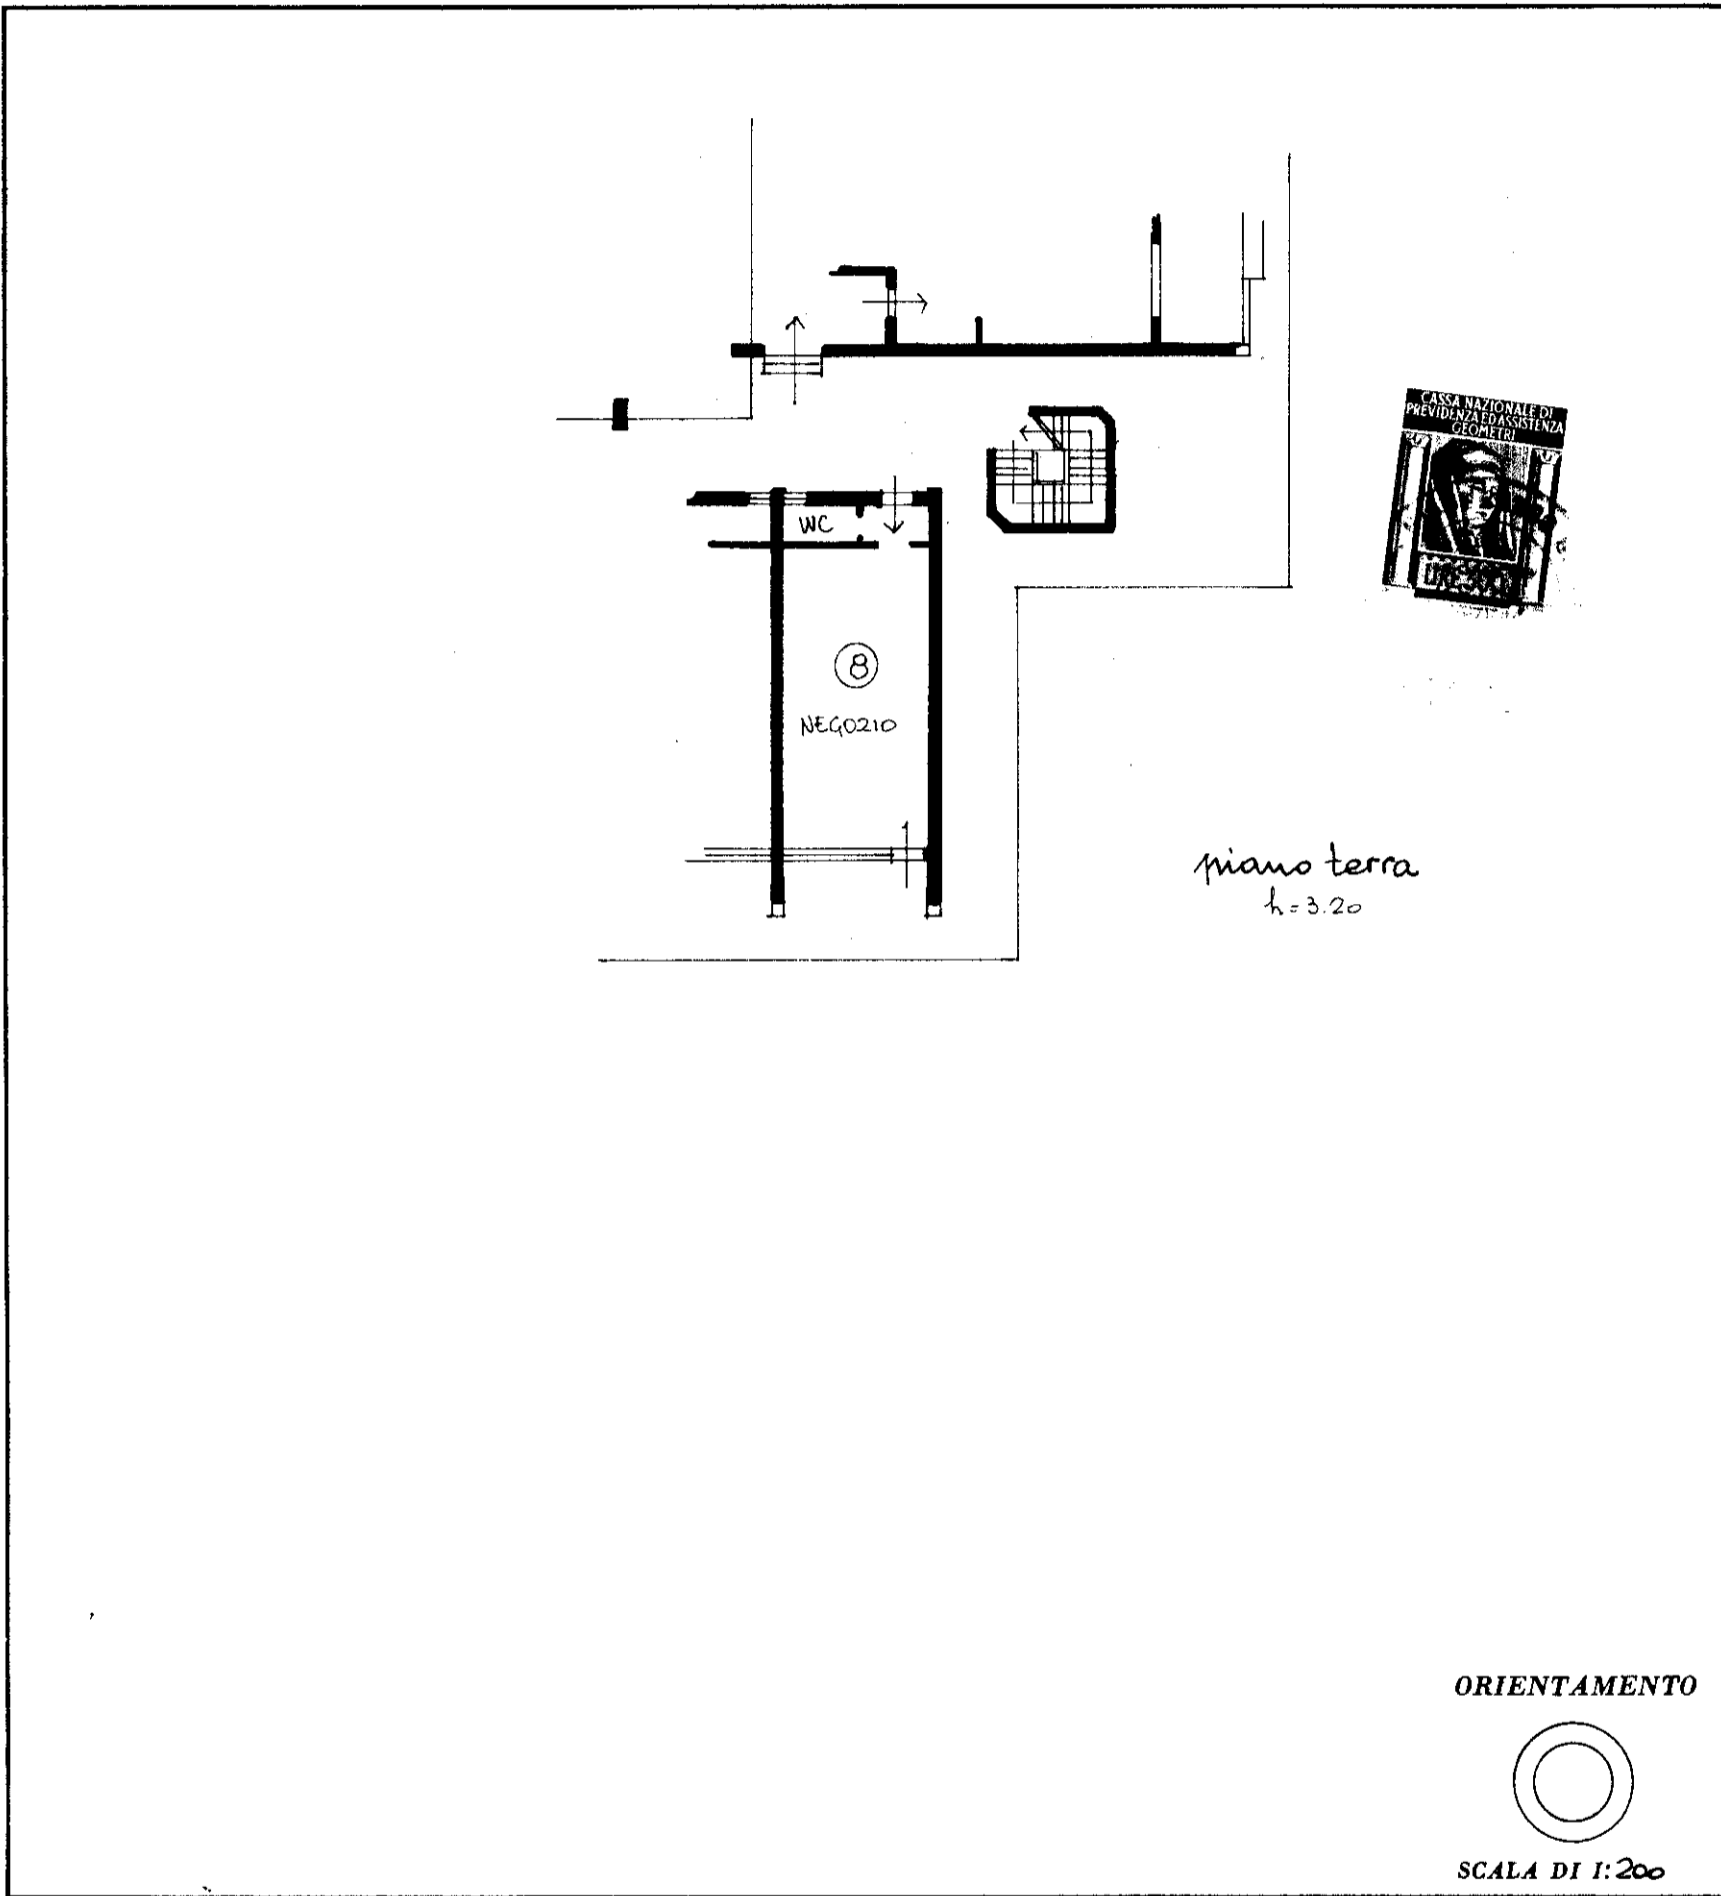 CASSA NAZIONALE DI
PREVIDENZA ED ASSISTENZA
GEOMETRI
WC
8
NEGOZIO
piano terra
h=3.20
ORIENTAMENTO
SCALA DI 1:200